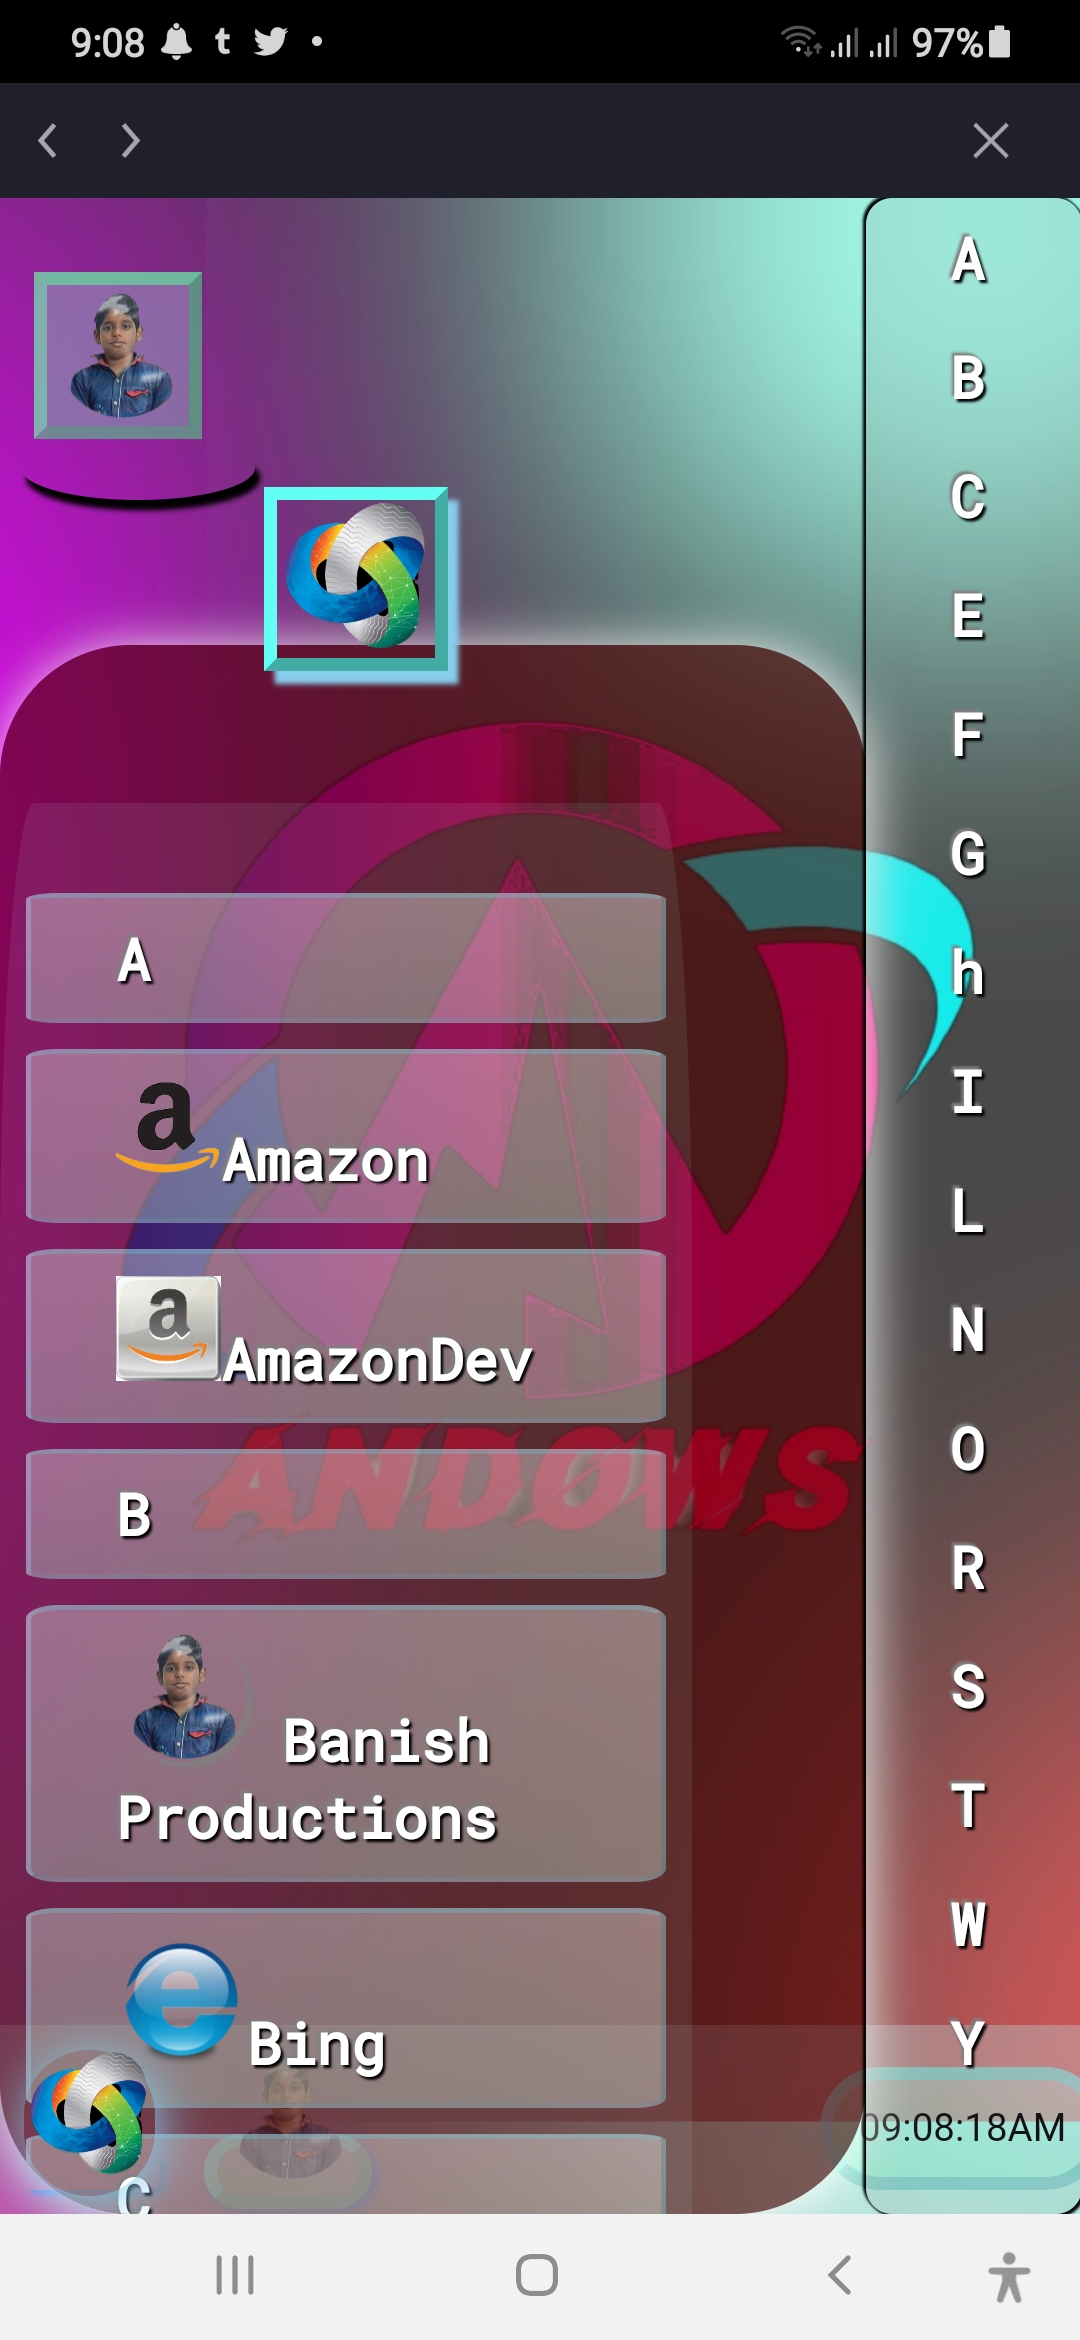 9:08
97%
A
B
C
E
F
G
h
I
L
N
O
R
S
T
W
Y
A
Amazon
AmazonDev
ANDOWS
B
Banish
Productions
Bing
C
09:08:18AM